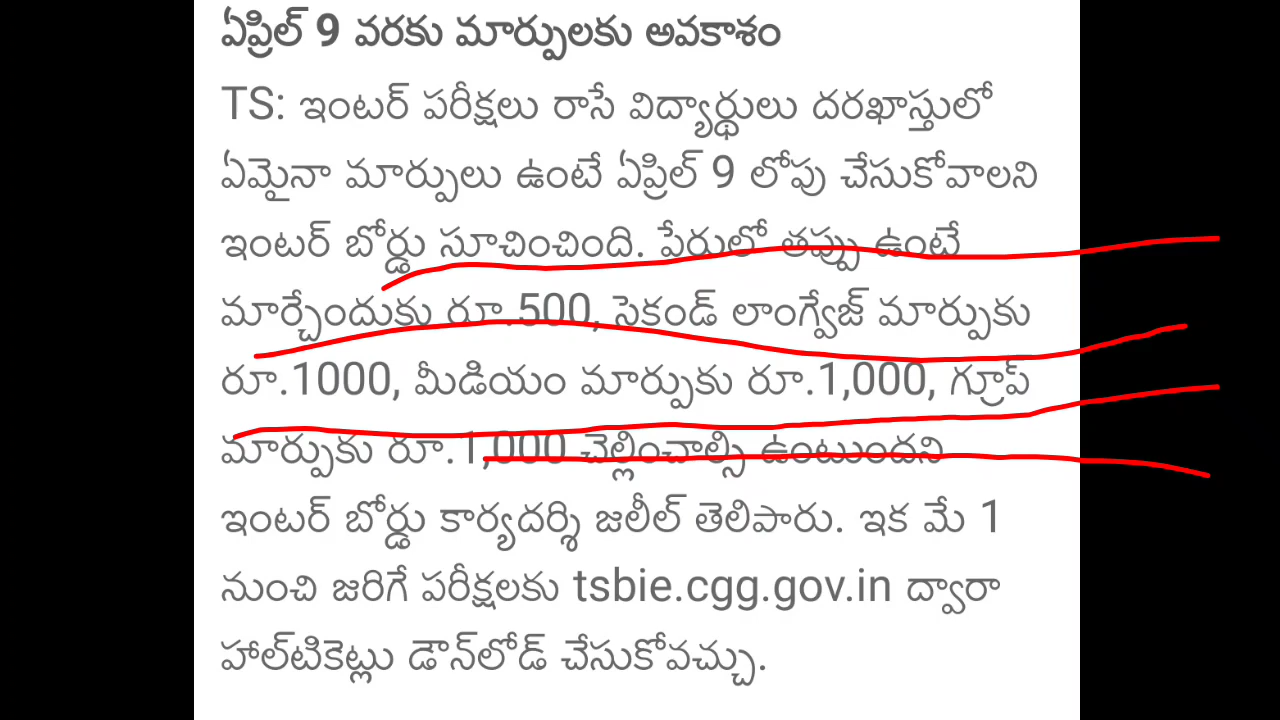 ఏప్రిల్ 9 వరకు మార్పులకు అవకాశం
TS: ఇంటర్ పరీక్షలు రాసే విద్యార్థులు దరఖాస్తులో
ఏమైనా మార్పులు ఉంటే ఏప్రిల్ 9 లోపు చేసుకోవాలని
ఇంటర్ బోర్డు సూచించింది. పేరులో తప్పు ఉంటే
మార్చేందుకు రూ.500, సెకండ్ లాంగ్వేజ్ మార్పుకు
రూ.1000, మీడియం మార్పుకు రూ.1,000, గ్రూప్
మార్పుకు రూ.1,000 చెల్లించాల్సి ఉంటుందని
ఇంటర్ బోర్డు కార్యదర్శి జలీల్ తెలిపారు. ఇక మే 1
నుంచి జరిగే పరీక్షలకు tsbie.cgg.gov.in ద్వారా
హాల్‌టికెట్లు డౌన్‌లోడ్ చేసుకోవచ్చు.